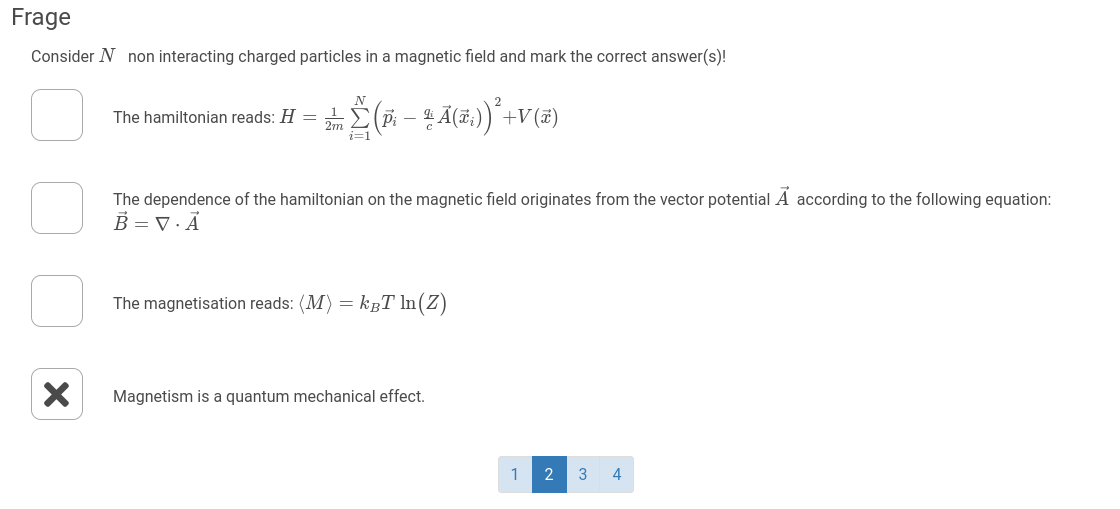 Frage
Consider N non interacting charged particles in a magnetic field and mark the correct answer(s)!
The hamiltonian reads: $H = \frac{1}{2m} \sum_{i=1}^{N} \left( \vec{p}_i - \frac{q_i}{c} \vec{A}(\vec{x}_i) \right)^2 + V(\vec{x})$
The dependence of the hamiltonian on the magnetic field originates from the vector potential $\vec{A}$ according to the following equation:
$\vec{B} = \nabla \cdot \vec{A}$
The magnetisation reads: $\langle M \rangle = k_B T \ln(Z)$
Magnetism is a quantum mechanical effect.
1 2 3 4